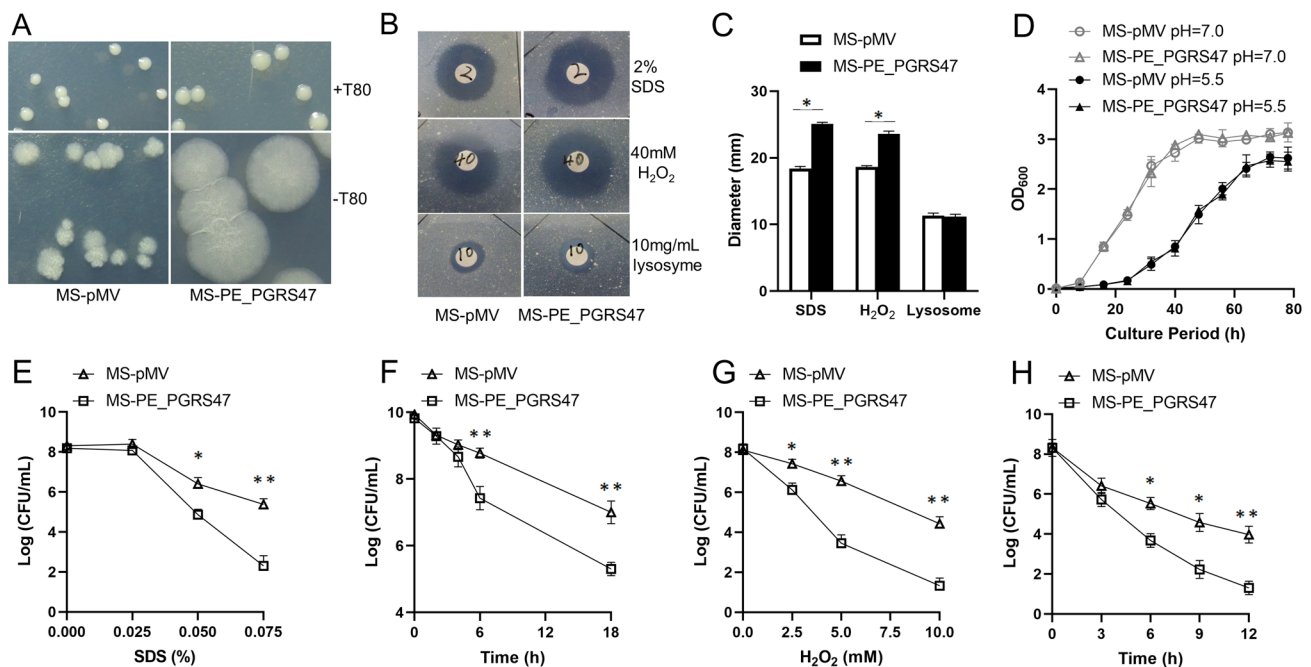 A
+T80
-T80
MS-pMV
MS-PE_PGRS47
B
2
2
2%
SDS
40
40
40mM
H₂O₂
10
10
10mg/mL
lysosyme
MS-pMV
MS-PE_PGRS47
C
MS-pMV
MS-PE_PGRS47
Diameter (mm)
30
20
10
0
*
*
SDS
H₂O₂
Lysosome
D
MS-pMV pH=7.0
MS-PE_PGRS47 pH=7.0
MS-pMV pH=5.5
MS-PE_PGRS47 pH=5.5
OD₆₀₀
4
3
2
1
0
0 20 40 60 80
Culture Period (h)
E
MS-pMV
MS-PE_PGRS47
Log (CFU/mL)
10
8
6
4
2
0
*
**
0.000 0.025 0.050 0.075
SDS (%)
F
MS-pMV
MS-PE_PGRS47
Log (CFU/mL)
10
8
6
4
**
**
0 6 12 18
Time (h)
G
MS-pMV
MS-PE_PGRS47
Log (CFU/mL)
10
8
6
4
2
0
*
**
**
0.0 2.5 5.0 7.5 10.0
H₂O₂ (mM)
H
MS-pMV
MS-PE_PGRS47
Log (CFU/mL)
10
8
6
4
2
0
*
*
**
0 3 6 9 12
Time (h)